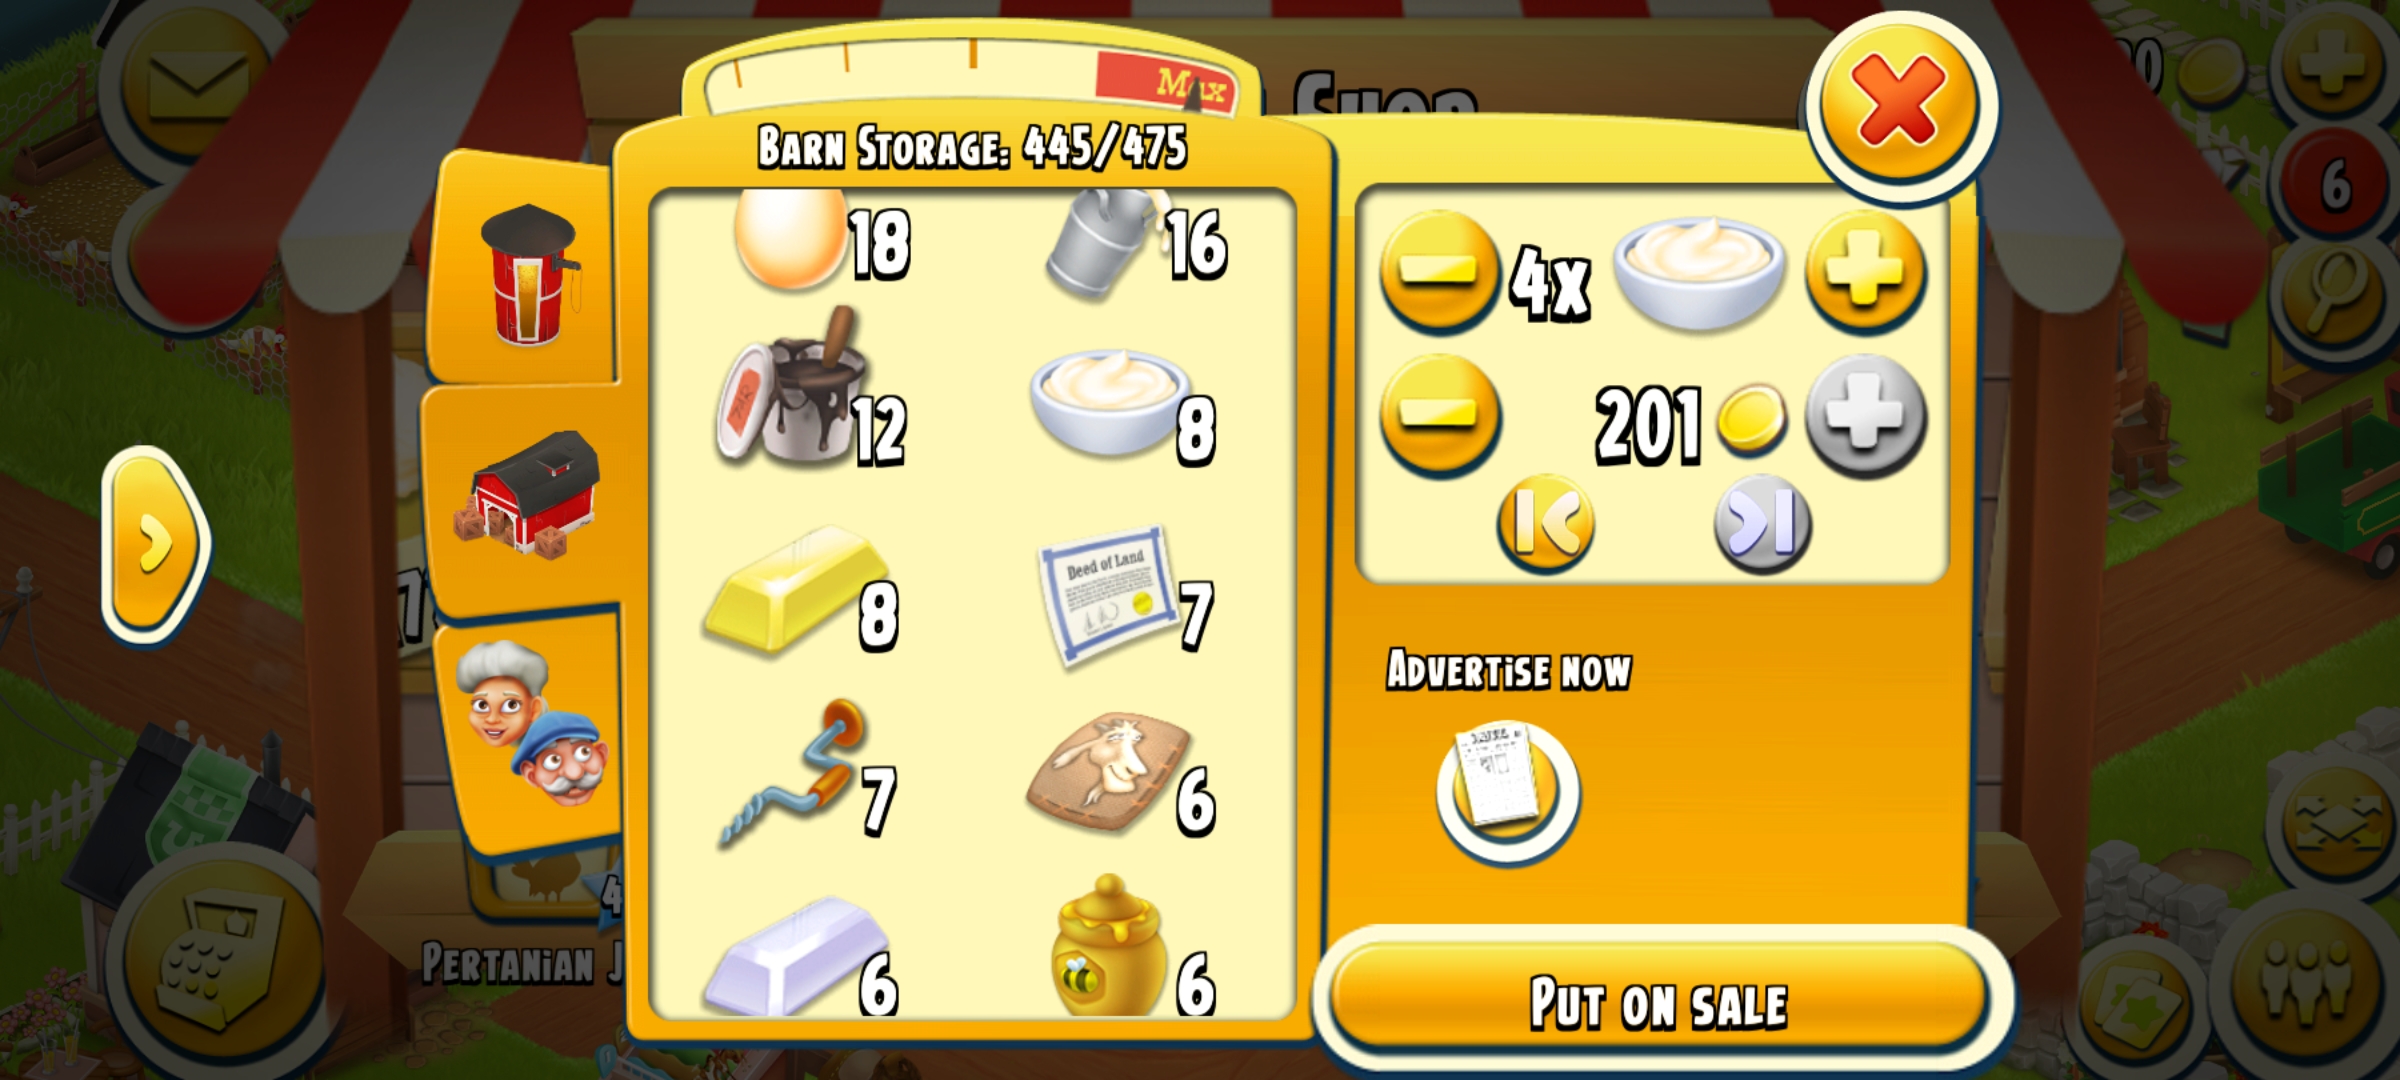 Shop
Max
BARN STORAGE: 445/475
18
16
12
8
8
7
7
6
6
6
4x
201
Deed of Land
ADVERTISE NOW
PUT ON SALE
6
PERTANIAN J